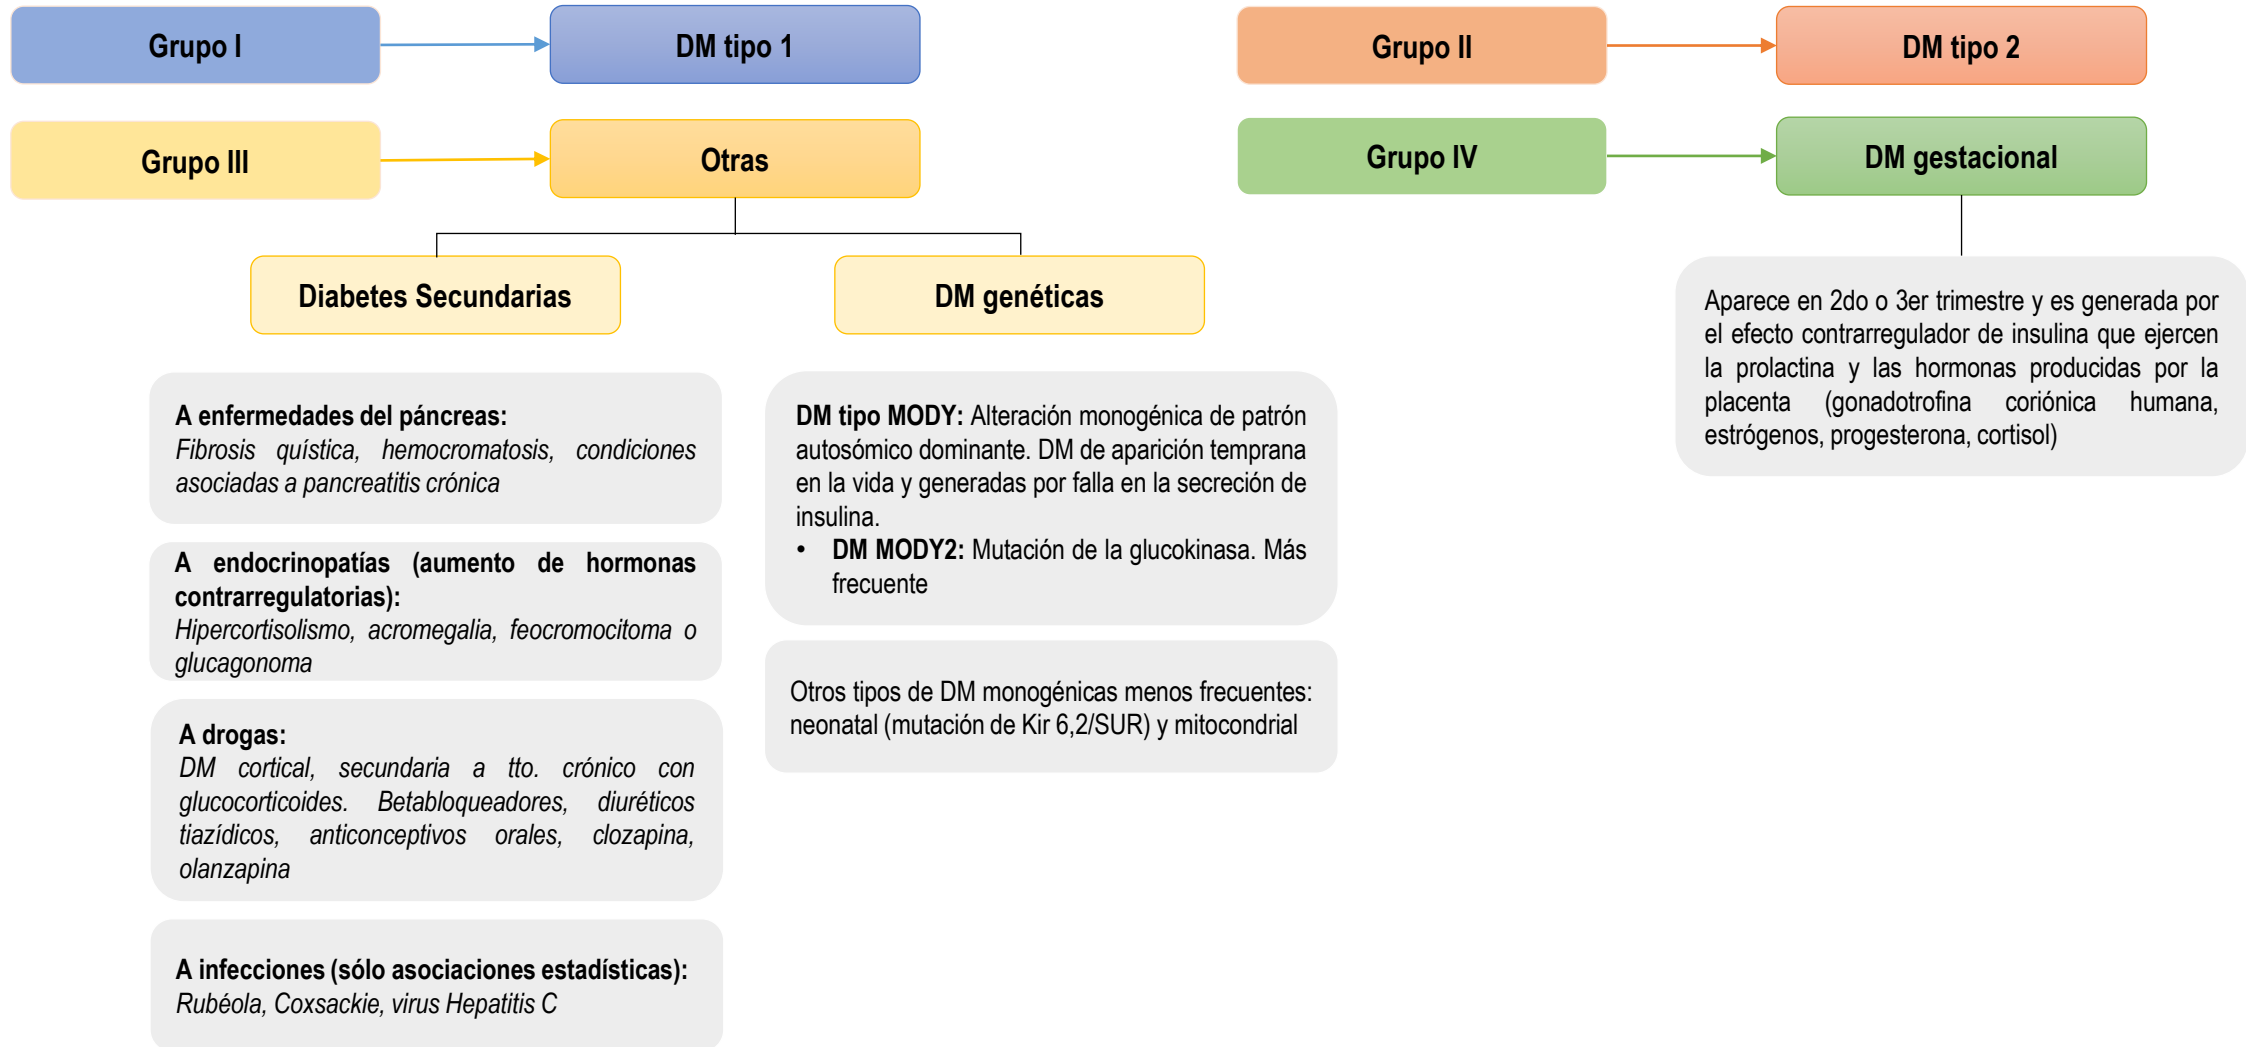 Grupo I
DM tipo 1
Grupo II
DM tipo 2
Grupo III
Otras
Grupo IV
DM gestacional
Diabetes Secundarias
DM genéticas
A enfermedades del páncreas:
Fibrosis quística, hemocromatosis, condiciones
asociadas a pancreatitis crónica
A endocrinopatías (aumento de hormonas
contrarregulatorias):
Hipercortisolismo, acromegalia, feocromocitoma o
glucagonoma
A drogas:
DM cortical, secundaria a tto. crónico con
glucocorticoides. Betabloqueadores, diuréticos
tiazídicos, anticonceptivos orales, clozapina,
olanzapina
A infecciones (sólo asociaciones estadísticas):
Rubéola, Coxsackie, virus Hepatitis C
DM tipo MODY: Alteración monogénica de patrón
autosómico dominante. DM de aparición temprana
en la vida y generadas por falla en la secreción de
insulina.
• DM MODY2: Mutación de la glucokinasa. Más
frecuente
Otros tipos de DM monogénicas menos frecuentes:
neonatal (mutación de Kir 6,2/SUR) y mitocondrial
Aparece en 2do o 3er trimestre y es generada por
el efecto contrarregulador de insulina que ejercen
la prolactina y las hormonas producidas por la
placenta (gonadotrofina coriónica humana,
estrógenos, progesterona, cortisol)